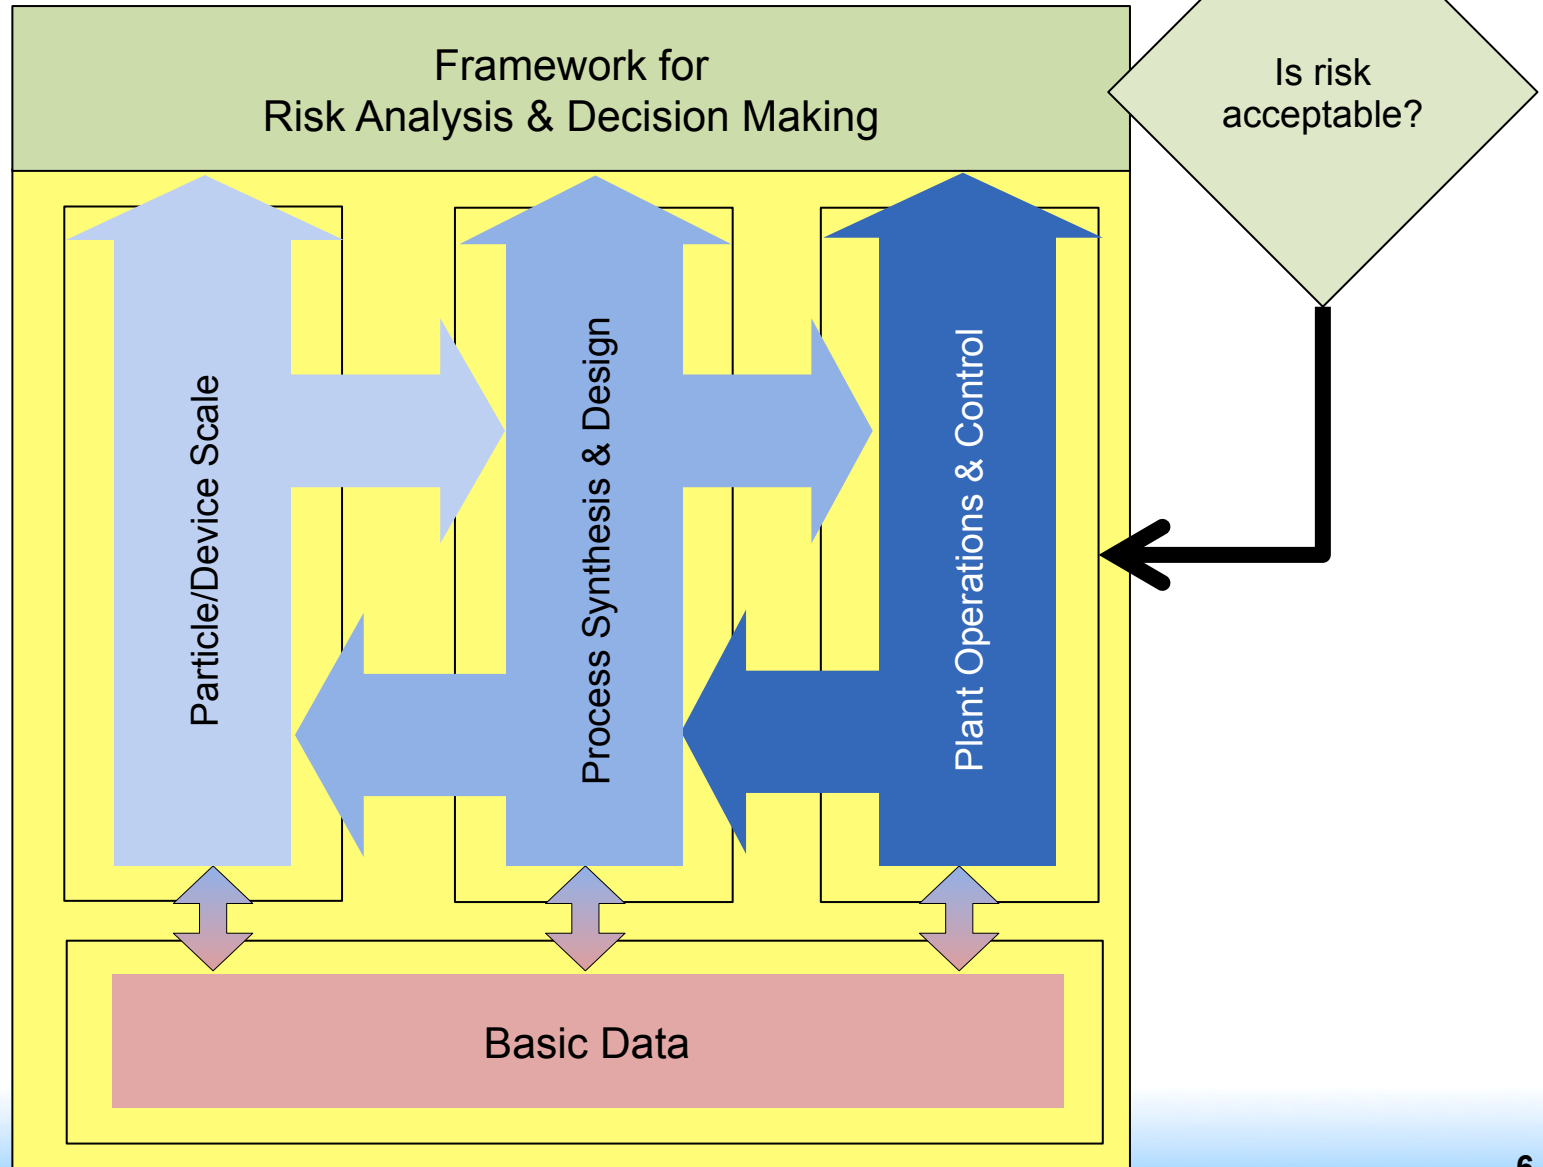 Framework for
Risk Analysis & Decision Making
Is risk
acceptable?
Particle/Device Scale
Process Synthesis & Design
Plant Operations & Control
Basic Data
6